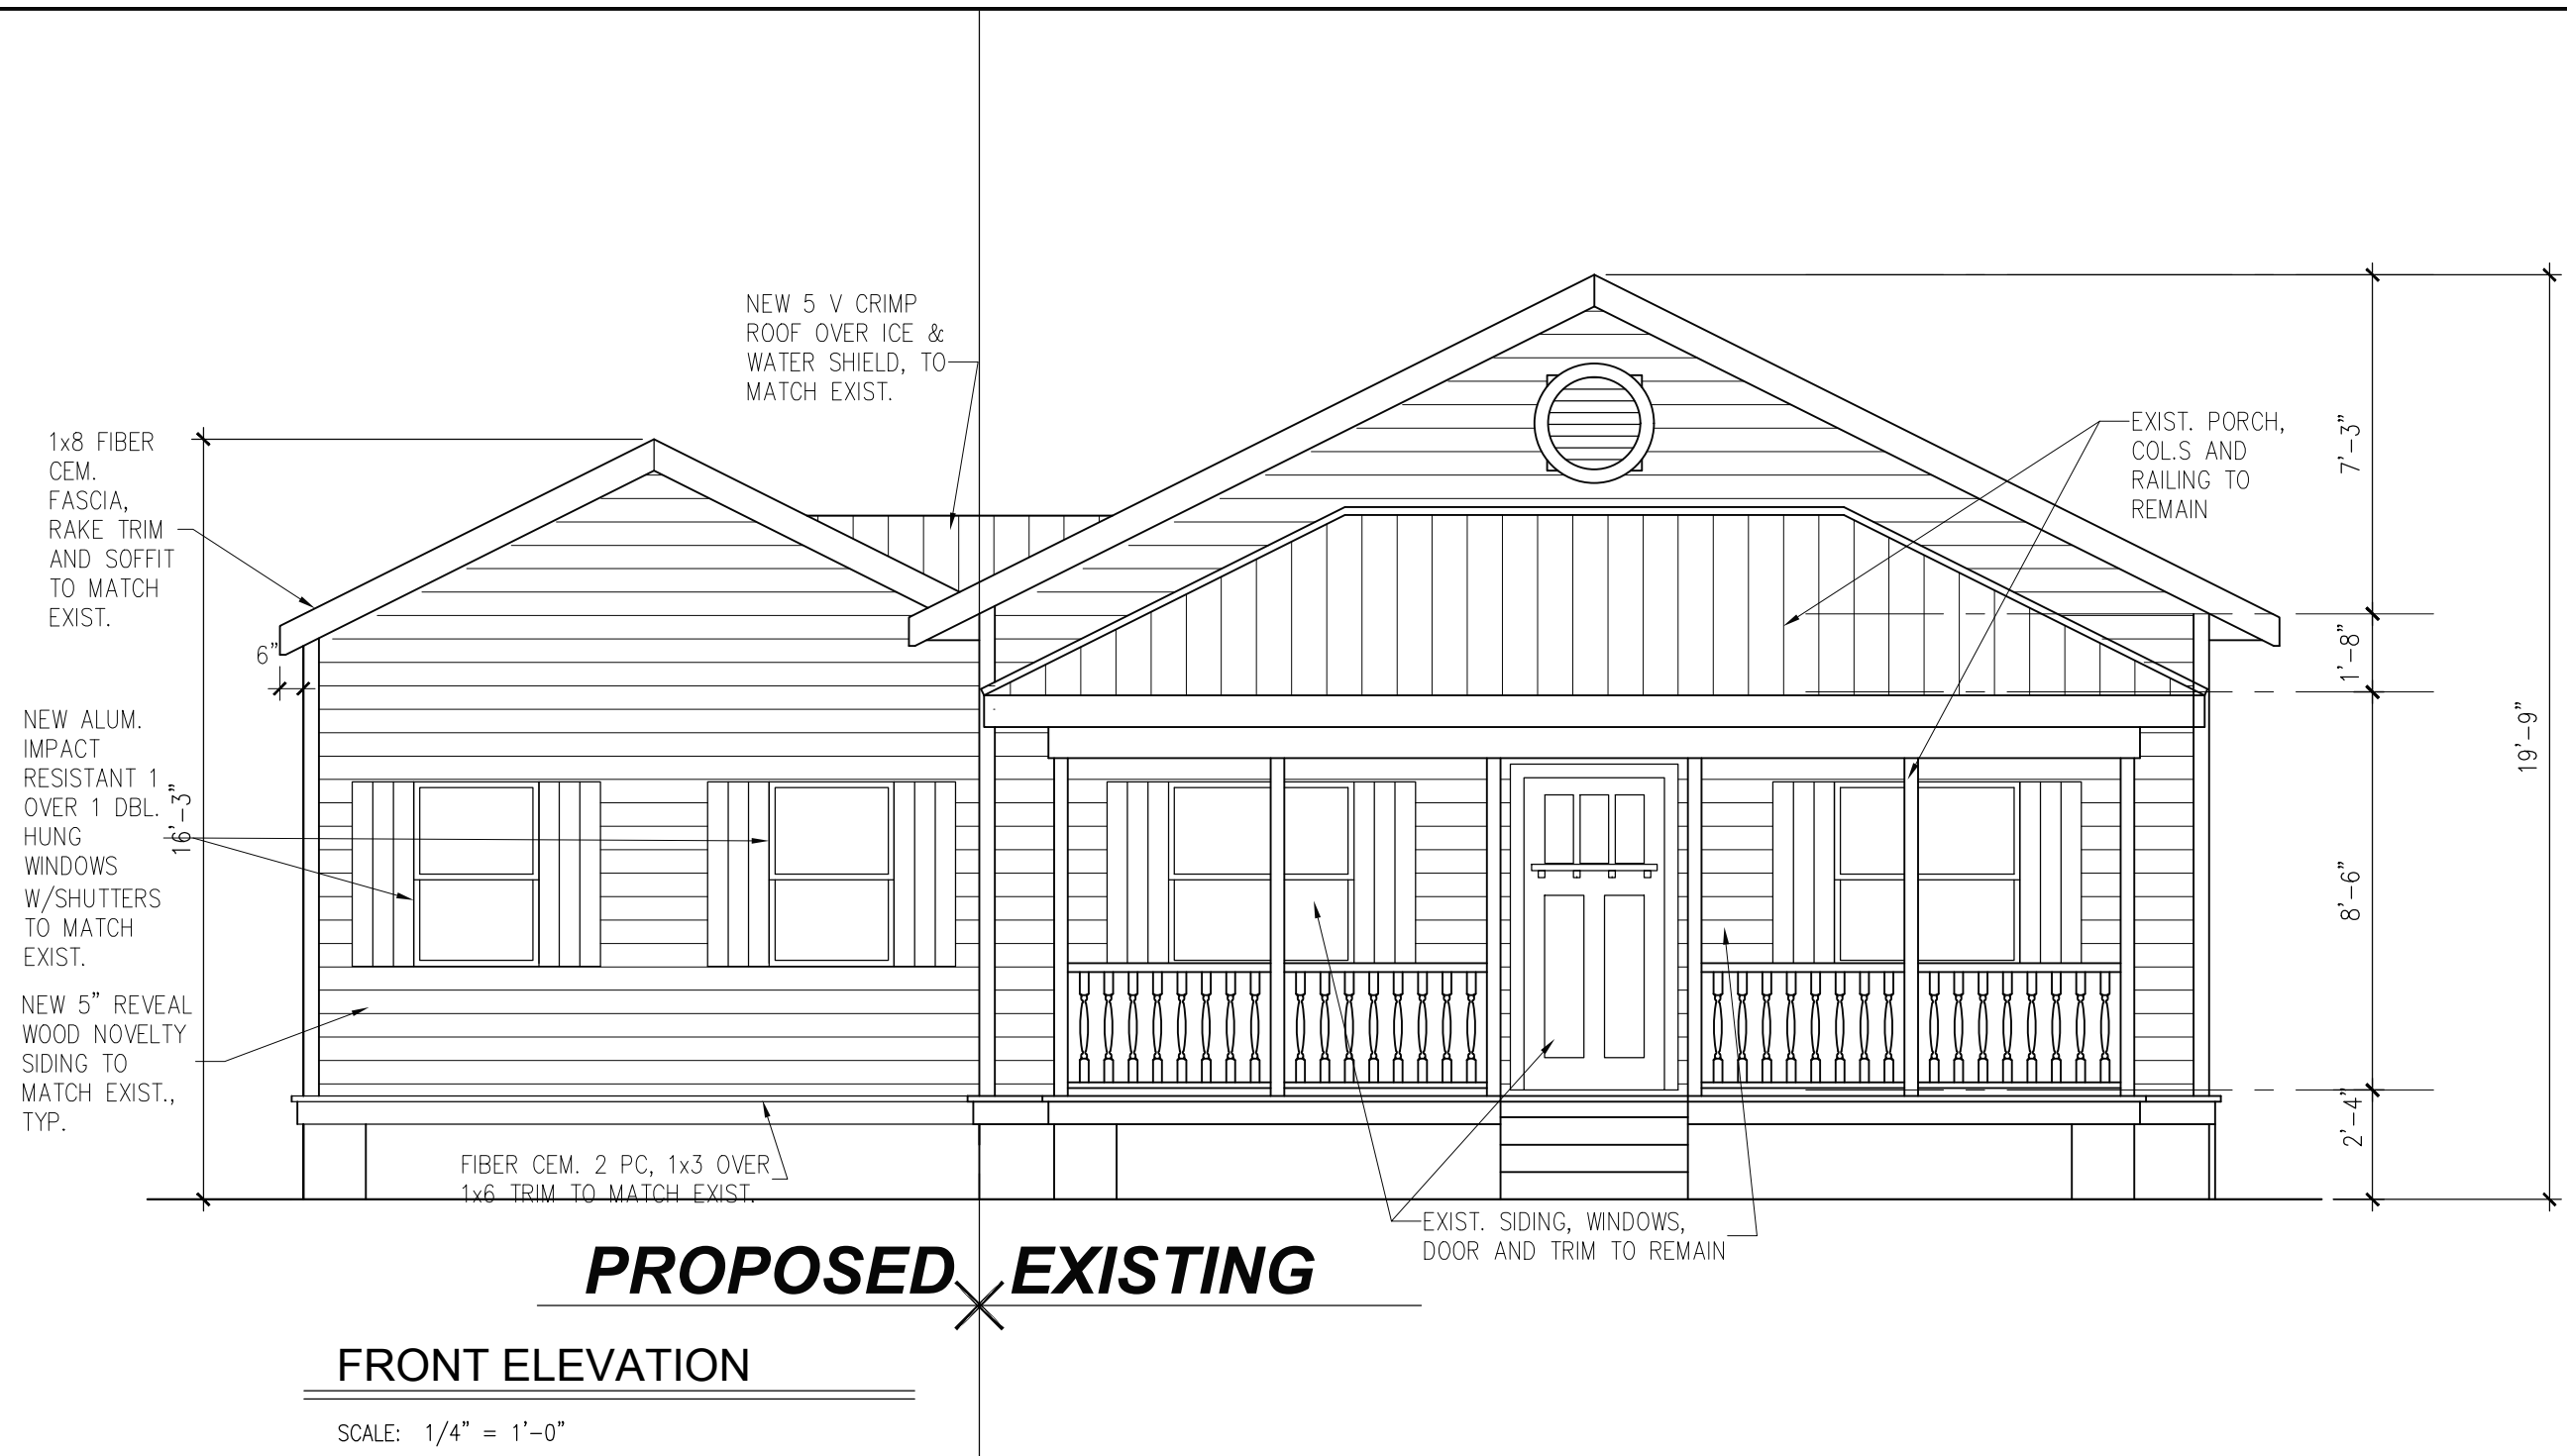 NEW 5 V CRIMP
ROOF OVER ICE &
WATER SHIELD, TO
MATCH EXIST.
1x8 FIBER
CEM.
FASCIA,
RAKE TRIM
AND SOFFIT
TO MATCH
EXIST.
6"
NEW ALUM.
IMPACT
RESISTANT 1
OVER 1 DBL.
HUNG
WINDOWS
W/SHUTTERS
TO MATCH
EXIST.
16'-3"
NEW 5" REVEAL
WOOD NOVELTY
SIDING TO
MATCH EXIST.,
TYP.
FIBER CEM. 2 PC, 1x3 OVER
1x6 TRIM TO MATCH EXIST.
EXIST. PORCH,
COL.S AND
RAILING TO
REMAIN
7'-3"
1'-8"
8'-6"
2'-4"
19'-9"
EXIST. SIDING, WINDOWS,
DOOR AND TRIM TO REMAIN
PROPOSED EXISTING
FRONT ELEVATION
SCALE: 1/4" = 1'-0"